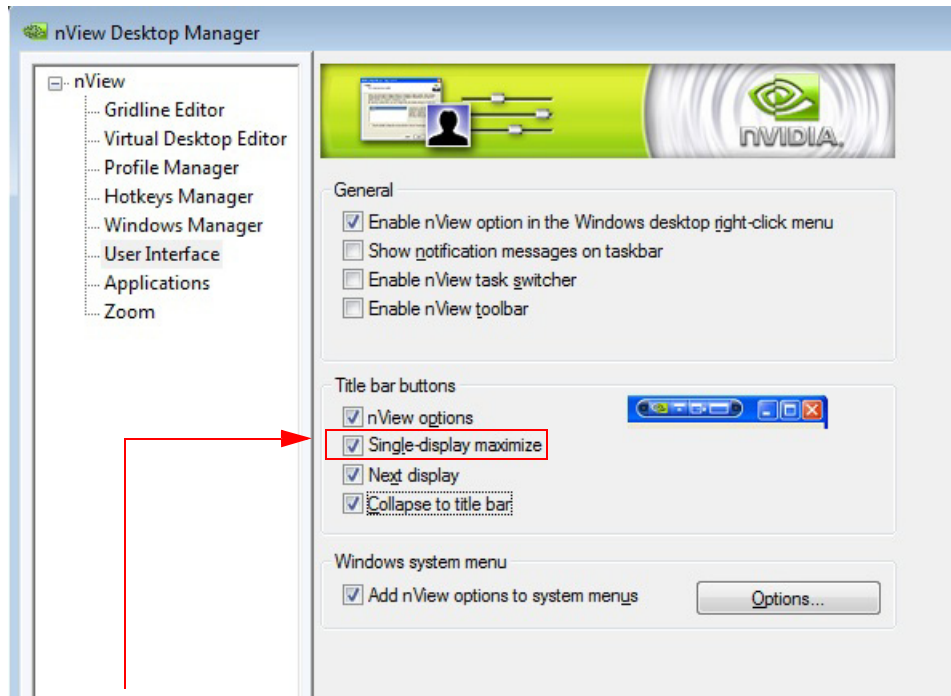 nView Desktop Manager
nView
Gridline Editor
Virtual Desktop Editor
Profile Manager
Hotkeys Manager
Windows Manager
User Interface
Applications
Zoom
NVIDIA.
General
Enable nView option in the Windows desktop right-click menu
Show notification messages on taskbar
Enable nView task switcher
Enable nView toolbar
Title bar buttons
nView options
Single-display maximize
Next display
Collapse to title bar
Windows system menu
Add nView options to system menus
Options...